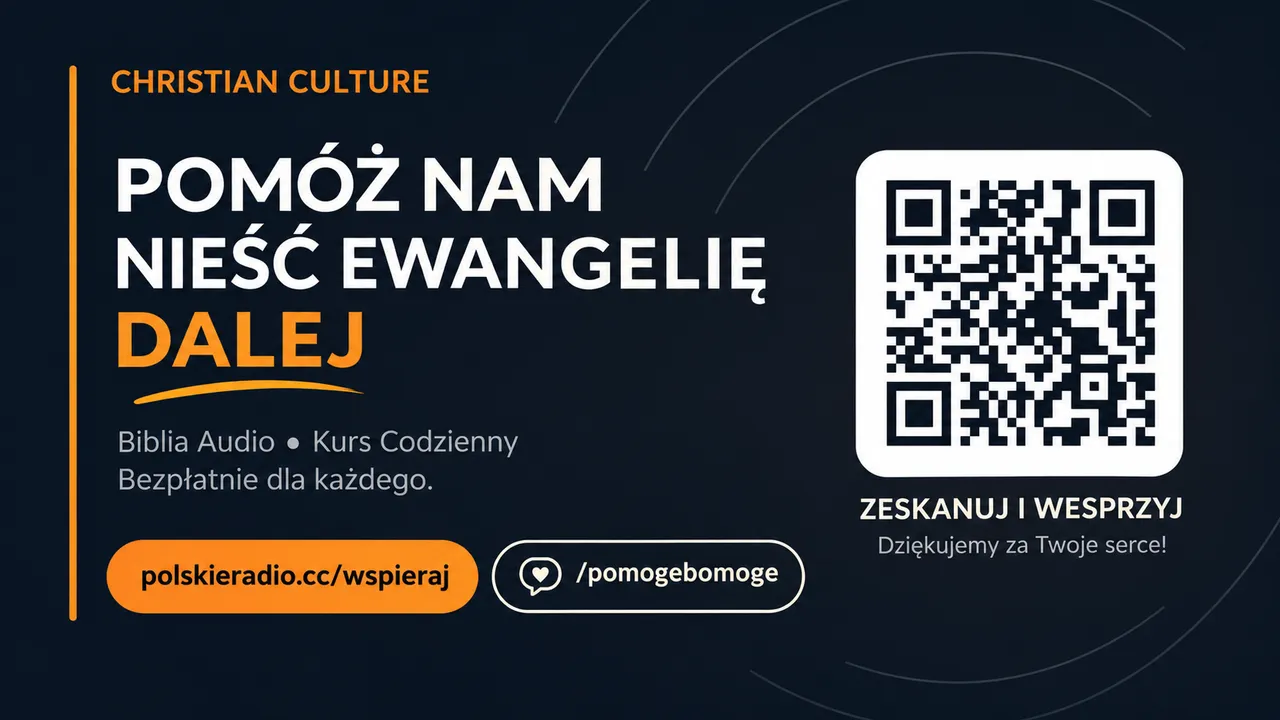 CHRISTIAN CULTURE
POMÓŻ NAM
NIEŚĆ EWANGELIĘ
DALEJ
Biblia Audio • Kurs Codzienny
Bezpłatnie dla każdego.
polskieradio.cc/wspieraj
/pomogebomoge
ZESKANUJ I WESPRZYJ
Dziękujemy za Twoje serce!